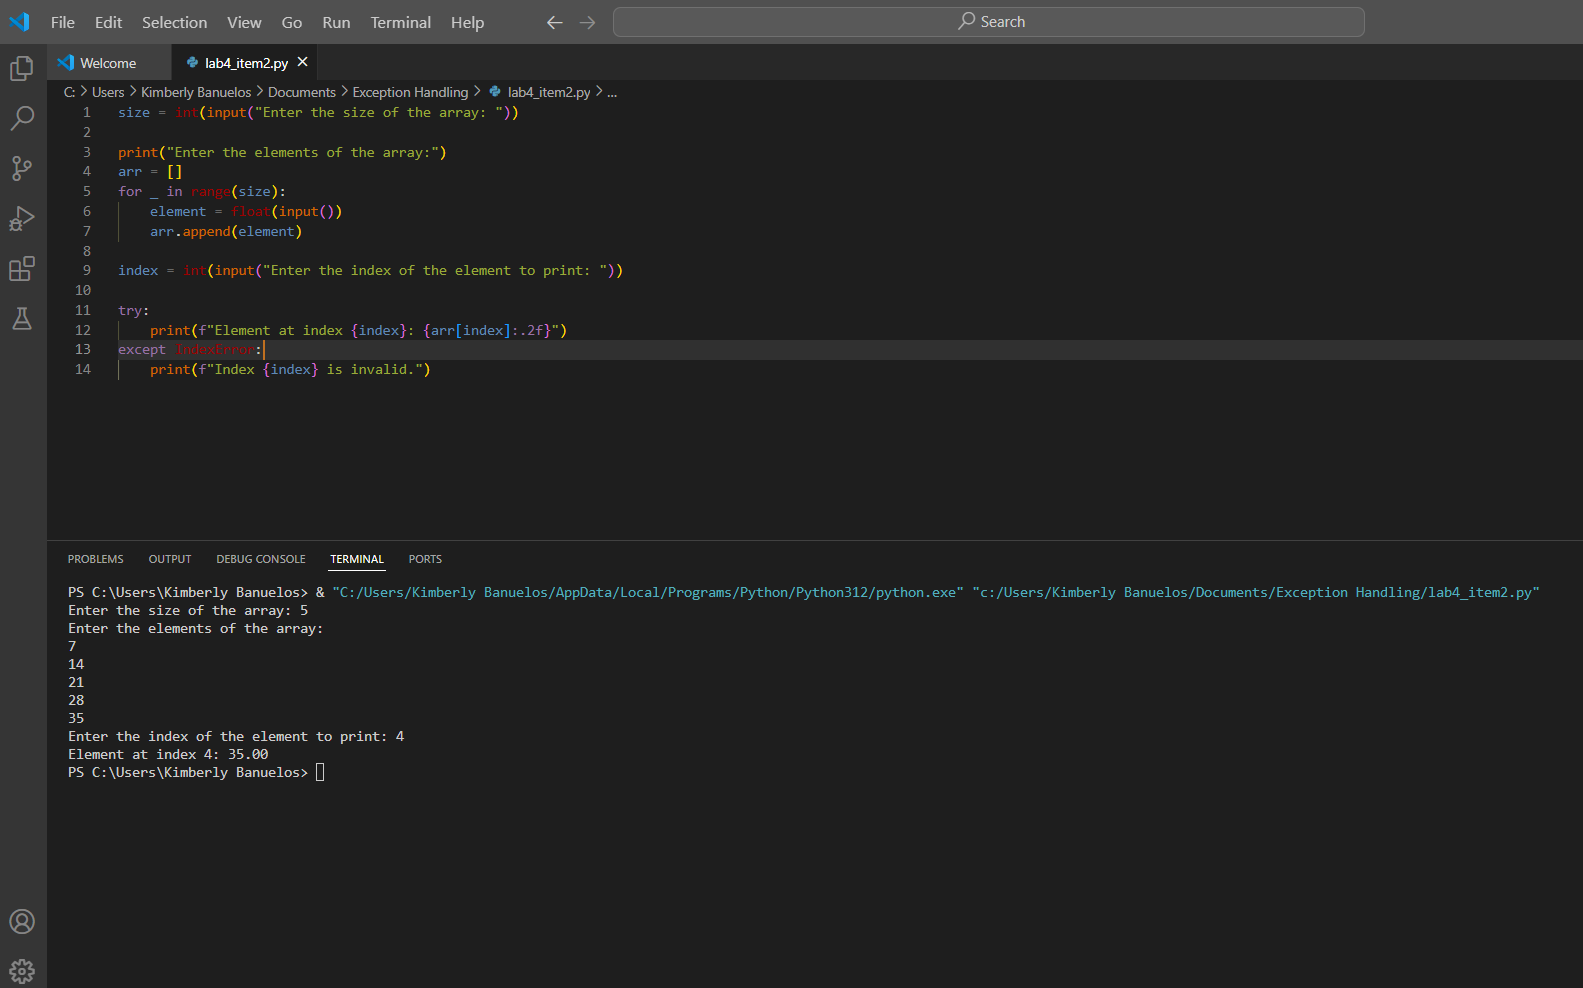 File Edit Selection View Go Run Terminal Help Search
Welcome lab4_item2.py
C: > Users > Kimberly Banuelos > Documents > Exception Handling > lab4_item2.py > ...
1 size = int(input("Enter the size of the array: "))
2
3 print("Enter the elements of the array:")
4 arr = []
5 for _ in range(size):
6     element = float(input())
7     arr.append(element)
8
9 index = int(input("Enter the index of the element to print: "))
10
11 try:
12     print(f"Element at index {index}: {arr[index]:.2f}")
13 except IndexError:
14     print(f"Index {index} is invalid.")
PROBLEMS OUTPUT DEBUG CONSOLE TERMINAL PORTS
PS C:\Users\Kimberly Banuelos> & "C:/Users/Kimberly Banuelos/AppData/Local/Programs/Python/Python312/python.exe" "c:/Users/Kimberly Banuelos/Documents/Exception Handling/lab4_item2.py"
Enter the size of the array: 5
Enter the elements of the array:
7
14
21
28
35
Enter the index of the element to print: 4
Element at index 4: 35.00
PS C:\Users\Kimberly Banuelos>